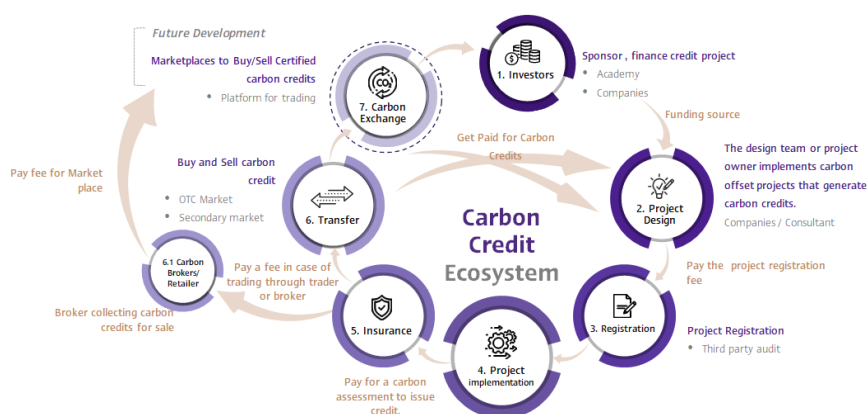 Future Development
Marketplaces to Buy/Sell Certified
carbon credits
• Platform for trading
7. Carbon
Exchange
1. Investors
Sponsor , finance credit project
• Academy
• Companies
Funding source
Get Paid for Carbon
Credits
The design team or project
owner implements carbon
offset projects that generate
carbon credits.
Companies / Consultant
2. Project
Design
Pay the project registration
fee
3. Registration
Project Registration
• Third party audit
4. Project
implementation
Pay for a carbon
assessment to issue
credit.
5. Insurance
Pay a fee in case of
trading through trader
or broker
Buy and Sell carbon
credit
• OTC Market
• Secondary market
6. Transfer
6.1 Carbon
Brokers/
Retailer
Broker collecting carbon
credits for sale
Pay fee for Market
place
Carbon
Credit
Ecosystem
CO₂
$